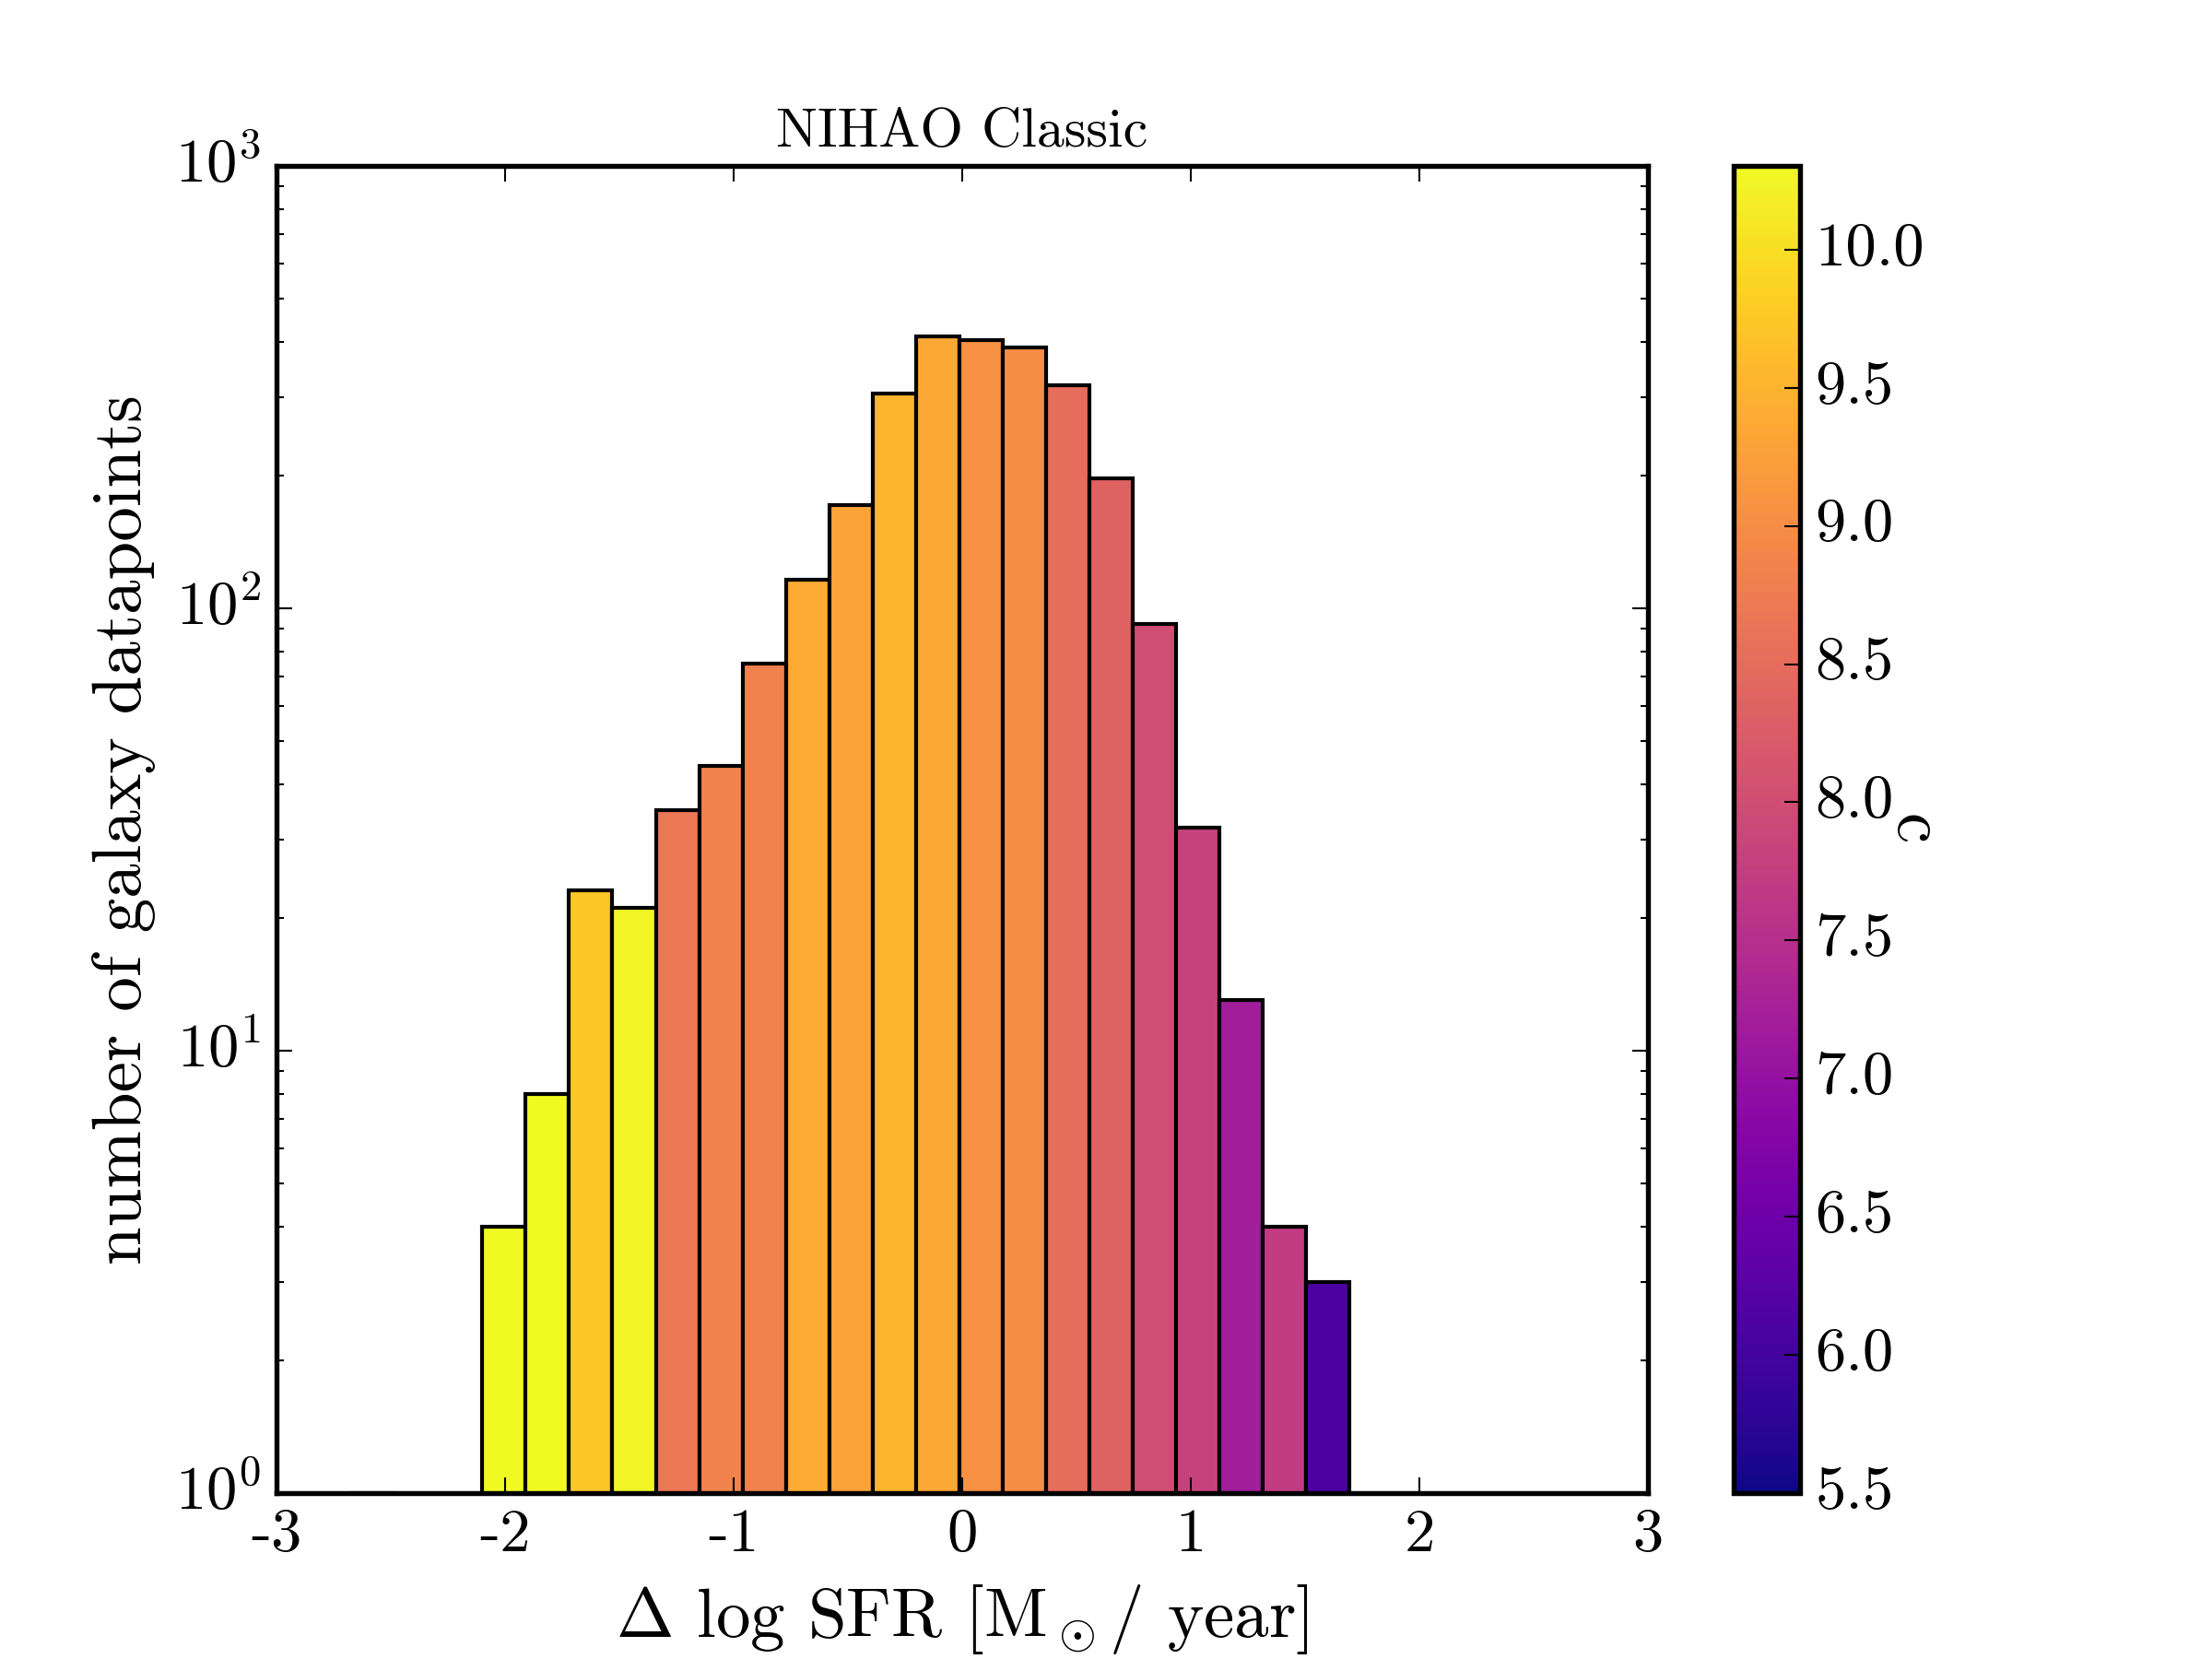 NIHAO Classic
10^3
10^2
10^1
10^0
number of galaxy datapoints
-3 -2 -1 0 1 2 3
Δ log SFR [M_⊙/ year]
10.0
9.5
9.0
8.5
8.0
7.5
7.0
6.5
6.0
5.5
c